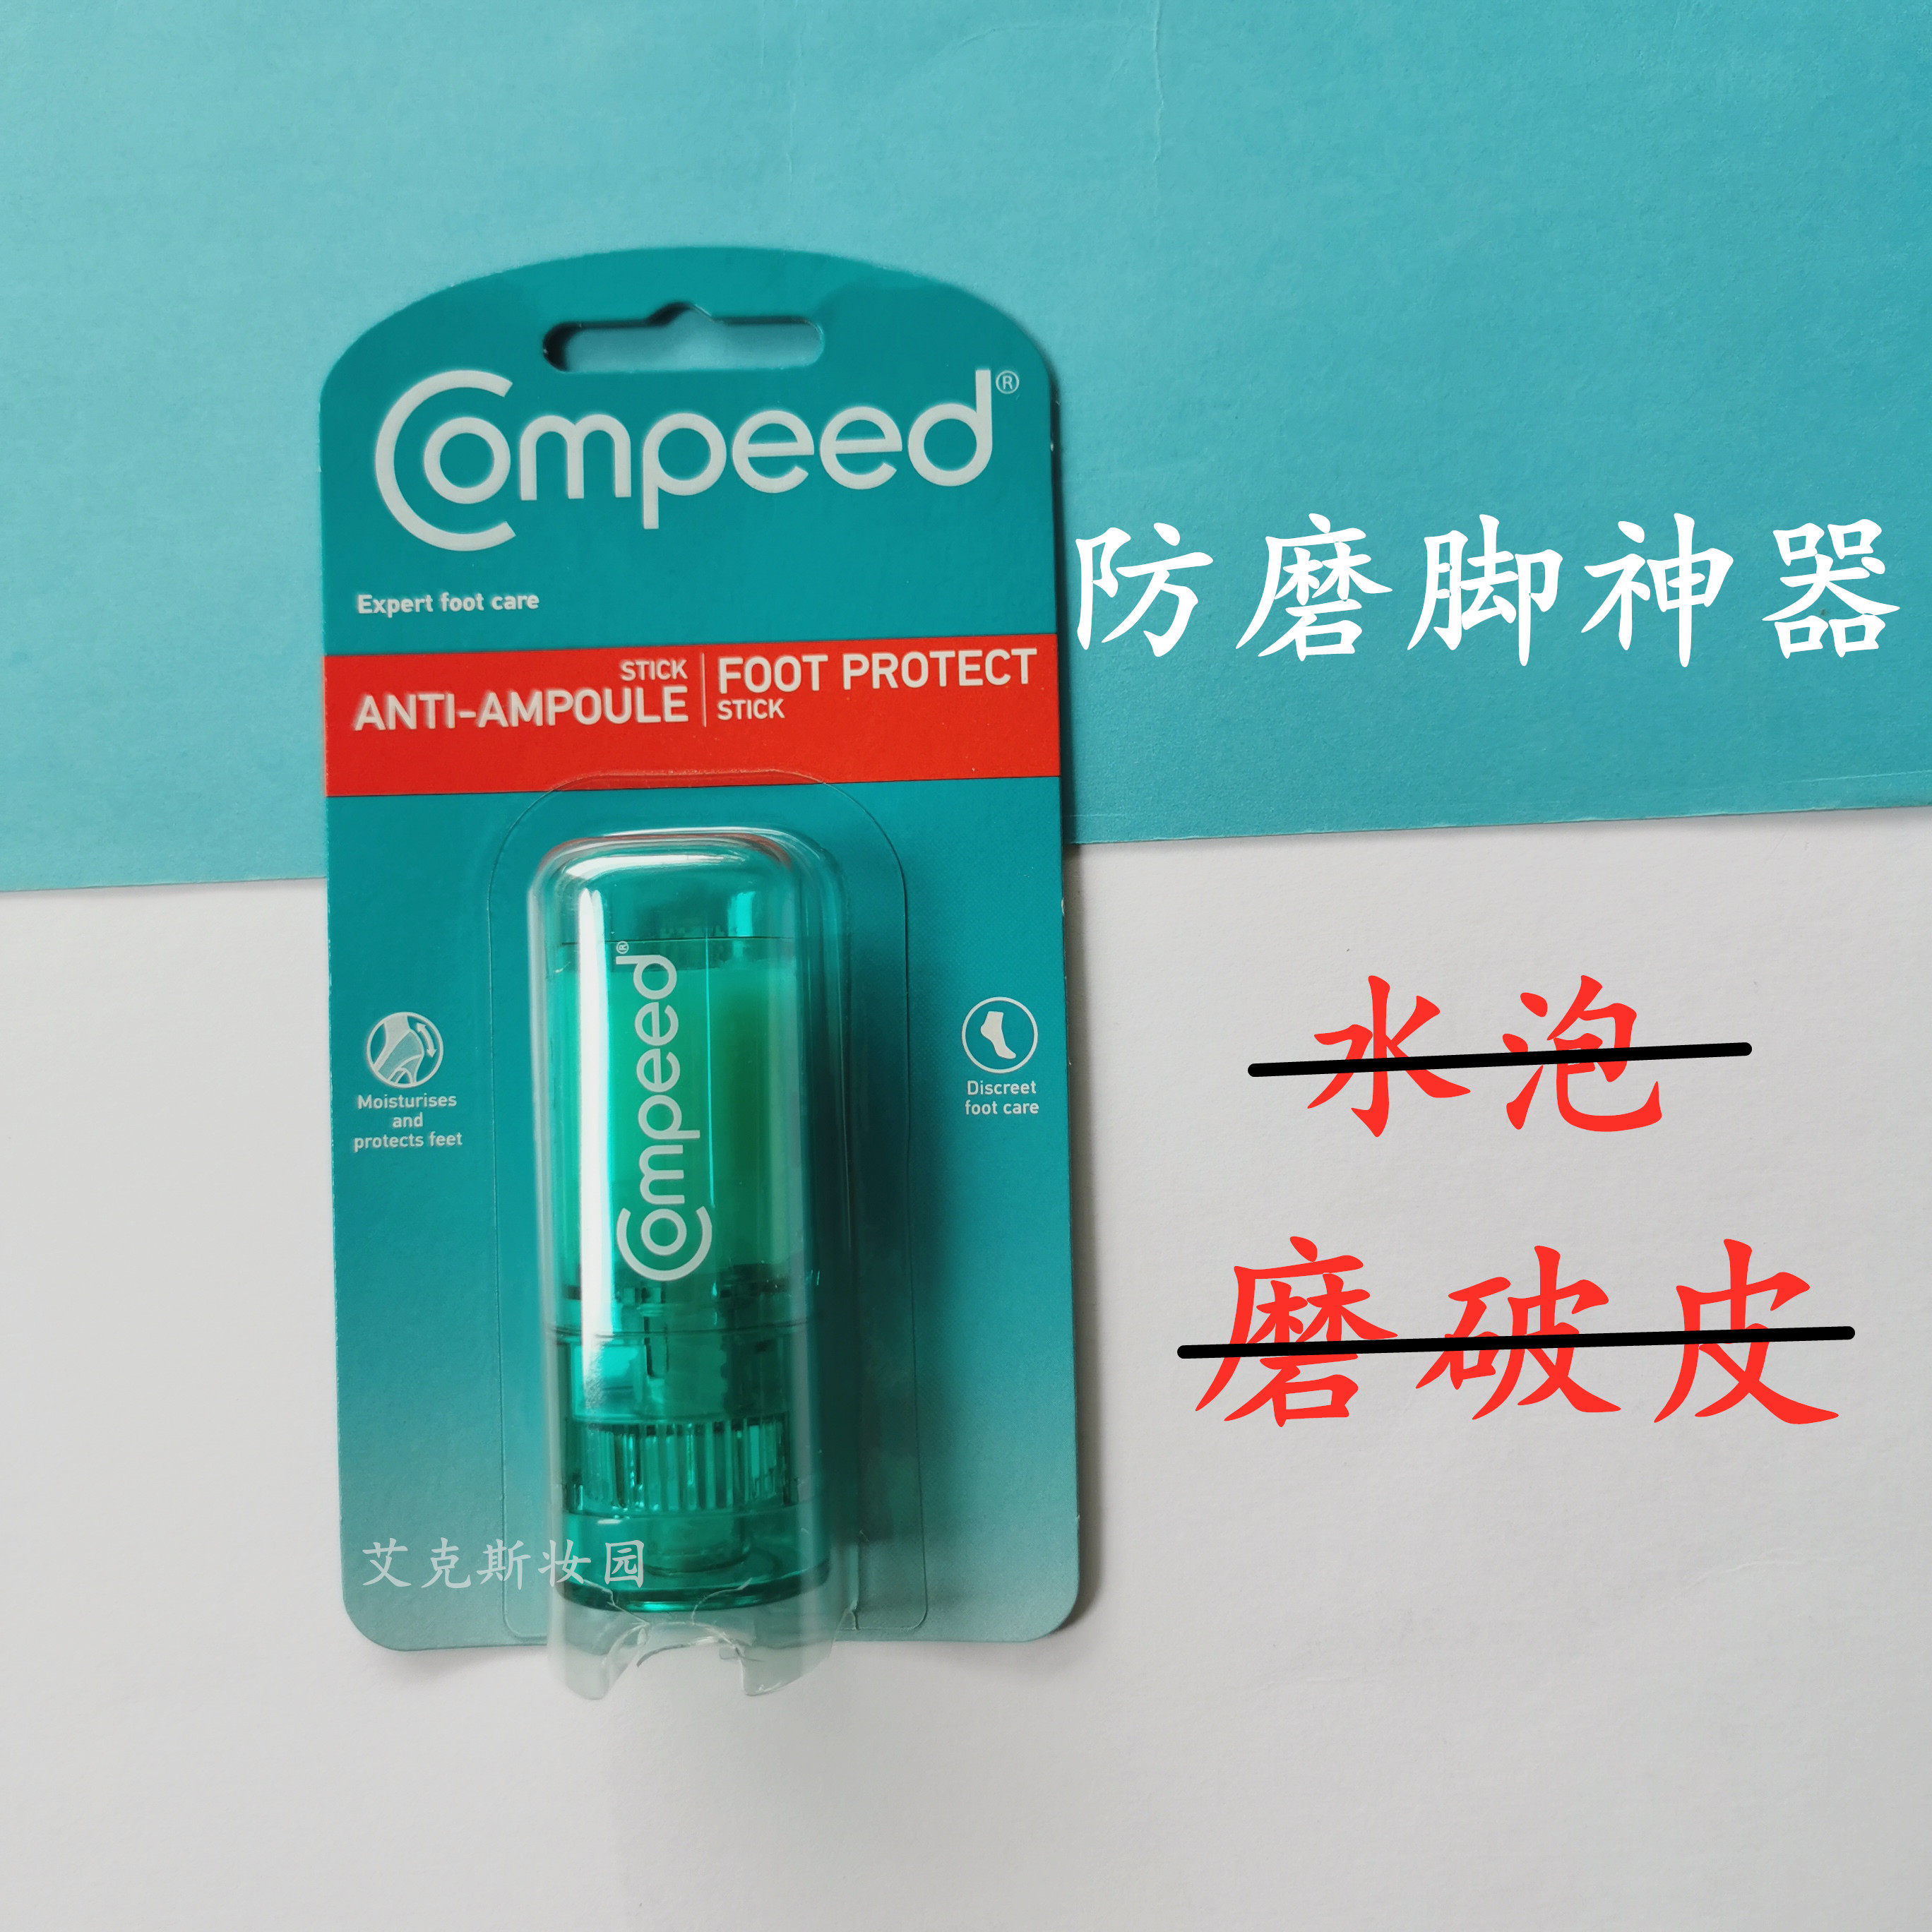 Compeed®
Expert foot care
STICK
ANTI-AMPOULE
FOOT PROTECT
STICK
防磨脚神器
Compeed®
Moisturises
and
protects feet
Discreet
foot care
水泡
磨破皮
艾克斯妆园